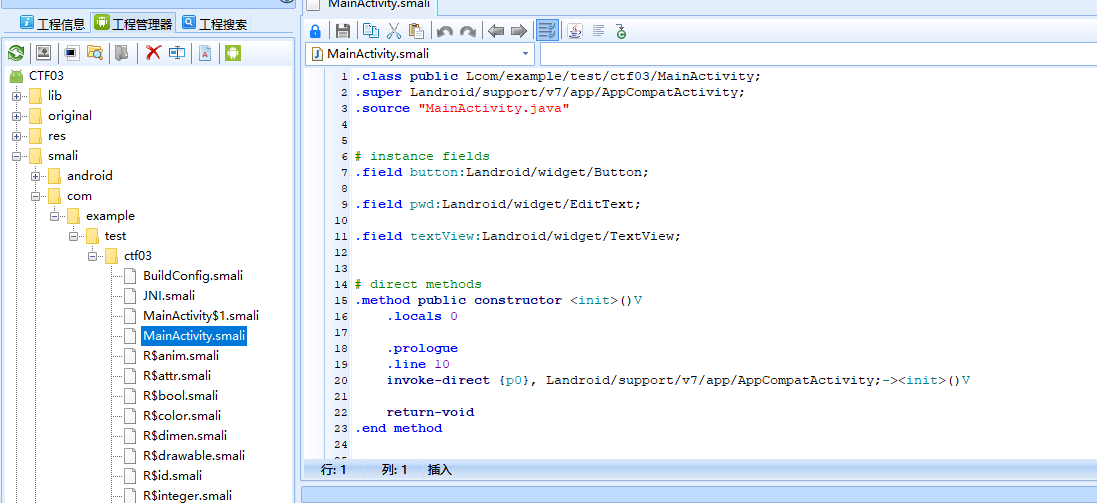 MainActivity.smali
工程信息 工程管理器 工程搜索
CTF03
lib
original
res
smali
android
com
example
test
ctf03
BuildConfig.smali
JNI.smali
MainActivity$1.smali
MainActivity.smali
R$anim.smali
R$attr.smali
R$bool.smali
R$color.smali
R$dimen.smali
R$drawable.smali
R$id.smali
R$integer.smali
MainActivity.smali
1 .class public Lcom/example/test/ctf03/MainActivity;
2 .super Landroid/support/v7/app/AppCompatActivity;
3 .source "MainActivity.java"
4
5
6 # instance fields
7 .field button:Landroid/widget/Button;
8
9 .field pwd:Landroid/widget/EditText;
10
11 .field textView:Landroid/widget/TextView;
12
13
14 # direct methods
15 .method public constructor <init>()V
16 .locals 0
17
18 .prologue
19 .line 10
20 invoke-direct {p0}, Landroid/support/v7/app/AppCompatActivity;-><init>()V
21
22 return-void
23 .end method
24
行: 1 列: 1 插入